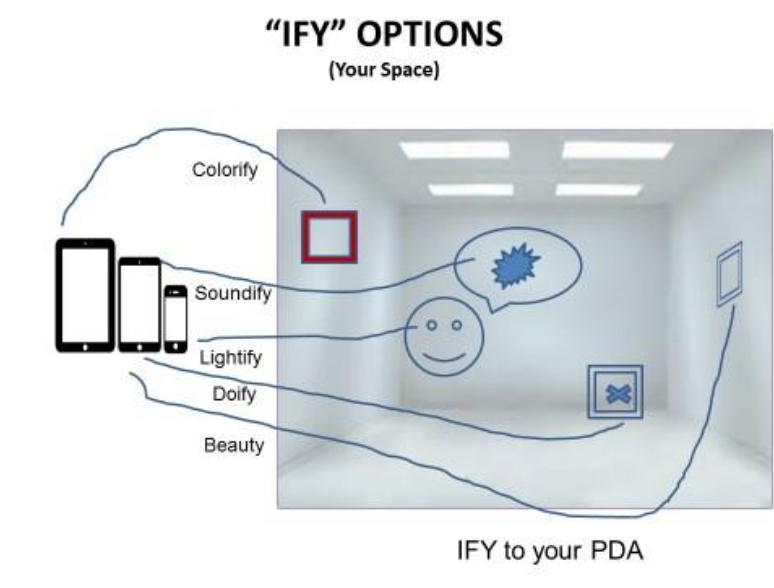 “IFY” OPTIONS
(Your Space)
Colorify
Soundify
Lightify
Doify
Beauty
IFY to your PDA